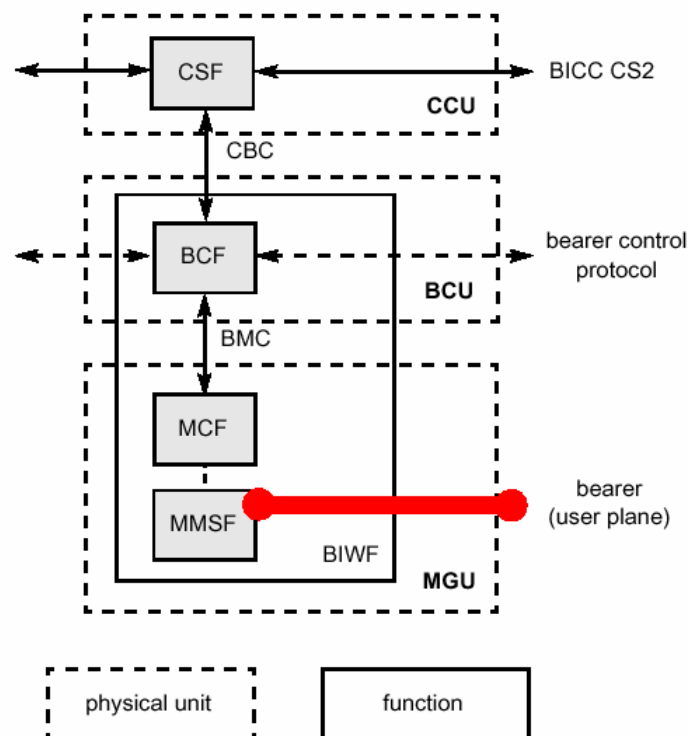 CSF
BICC CS2
CCU
CBC
BCF
bearer control
protocol
BCU
BMC
MCF
MMSF
bearer
(user plane)
BIWF
MGU
physical unit
function